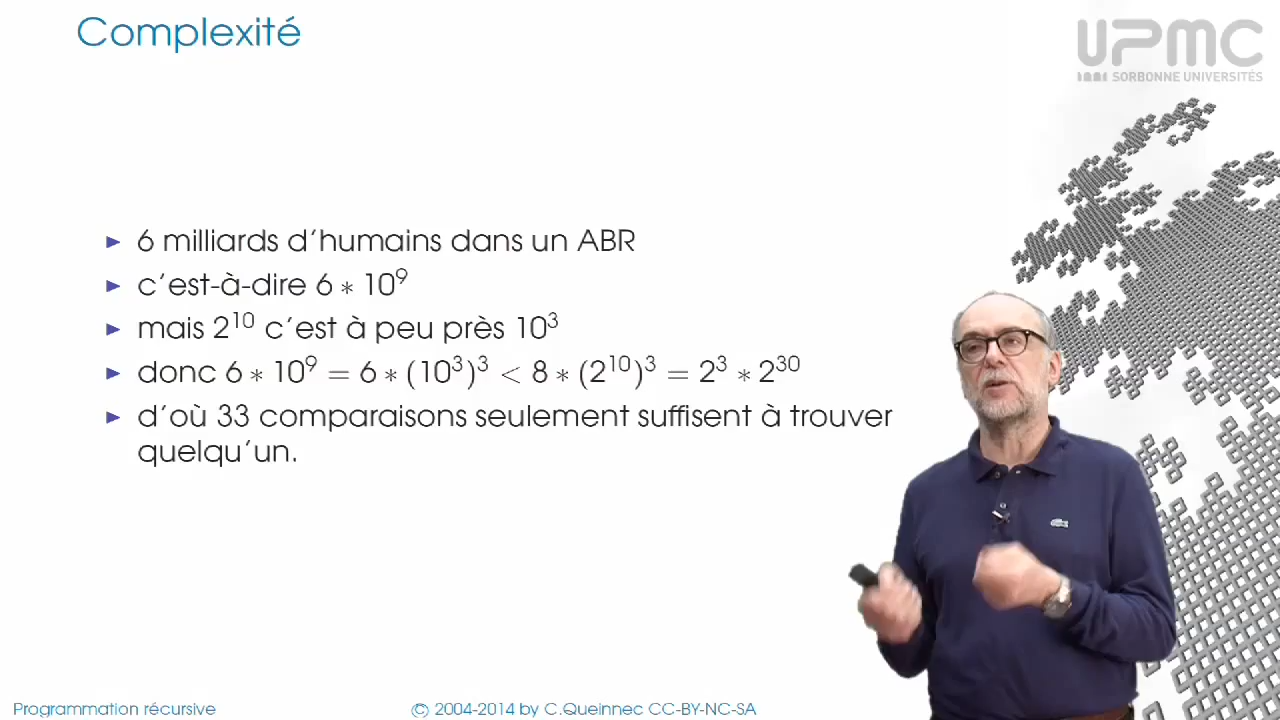 Complexité
UPMC
SORBONNE UNIVERSITÉS
► 6 milliards d'humains dans un ABR
► c'est-à-dire 6 ∗ 10⁹
► mais 2¹⁰ c'est à peu près 10³
► donc 6 ∗ 10⁹ = 6 ∗ (10³)³ < 8 ∗ (2¹⁰)³ = 2³ ∗ 2³⁰
► d'où 33 comparaisons seulement suffisent à trouver
quelqu'un.
Programmation récursive
© 2004-2014 by C.Queinnec CC-BY-NC-SA